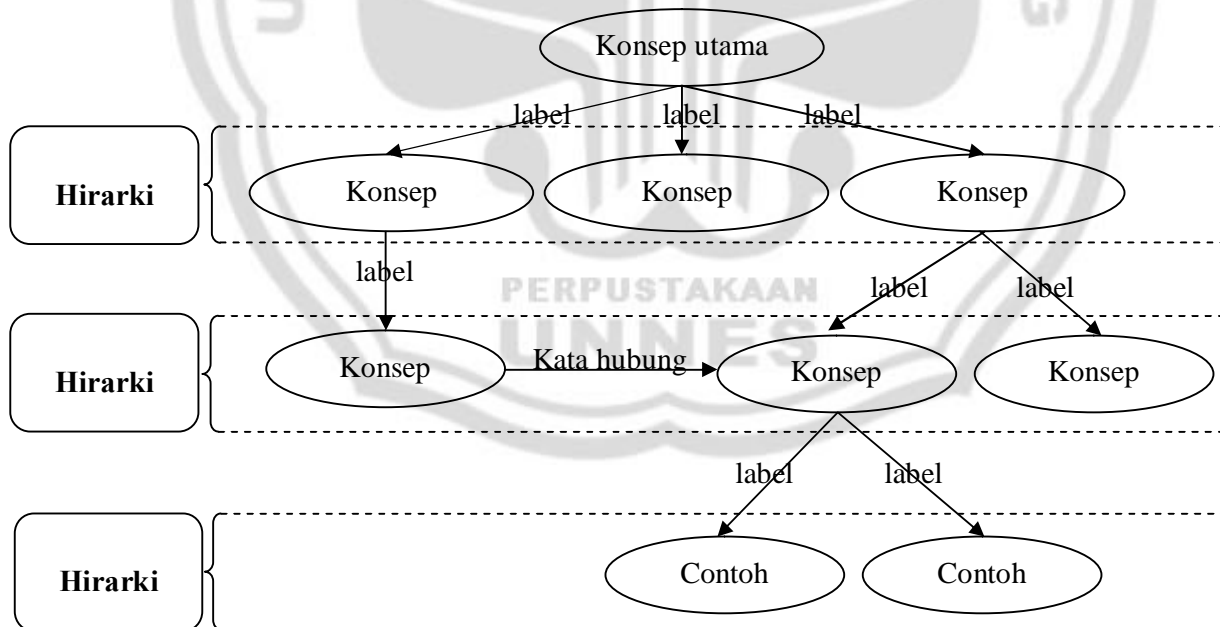 Konsep utama
label label label
Hirarki
Konsep Konsep Konsep
label
label label
PERPUSTAKAAN
UNNES
Hirarki
Konsep Kata hubung Konsep Konsep
label label
Hirarki
Contoh Contoh